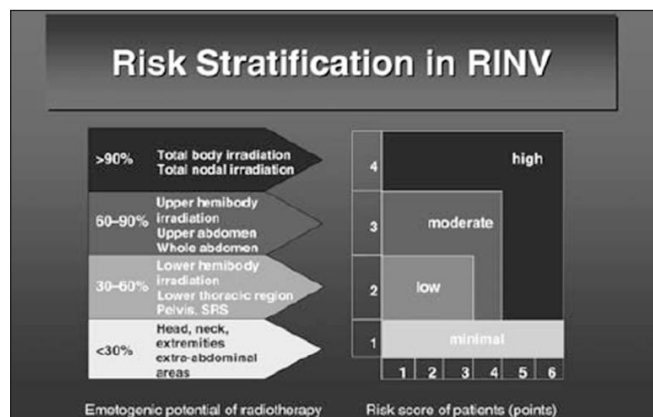 Risk Stratification in RINV
>90%
Total body irradiation
Total nodal irradiation
60–90%
Upper hemibody
irradiation
Upper abdomen
Whole abdomen
30–60%
Lower hemibody
irradiation
Lower thoracic region
Pelvis, SRS
<30%
Head, neck,
extremities
extra-abdominal
areas
Emotogenic potential of radiotherapy
4
high
3
moderate
2
low
1
minimal
1 2 3 4 5 6
Risk score of patients (points)